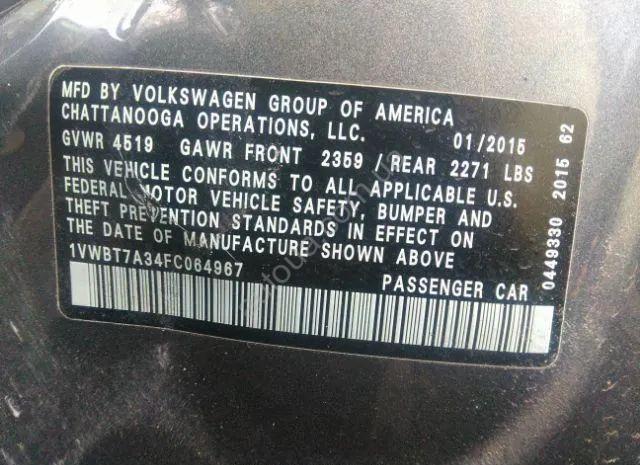 MFD BY VOLKSWAGEN GROUP OF AMERICA
CHATTANOOGA OPERATIONS, LLC. 01/2015
GVWR 4519 GAWR FRONT 2359 / REAR 2271 LBS
THIS VEHICLE CONFORMS TO ALL APPLICABLE U.S.
FEDERAL MOTOR VEHICLE SAFETY, BUMPER AND
THEFT PREVENTION STANDARDS IN EFFECT ON
THE DATE OF MANUFACTURE SHOWN ABOVE
1VWBT7A34FC064967
PASSENGER CAR
0449330 2015 62